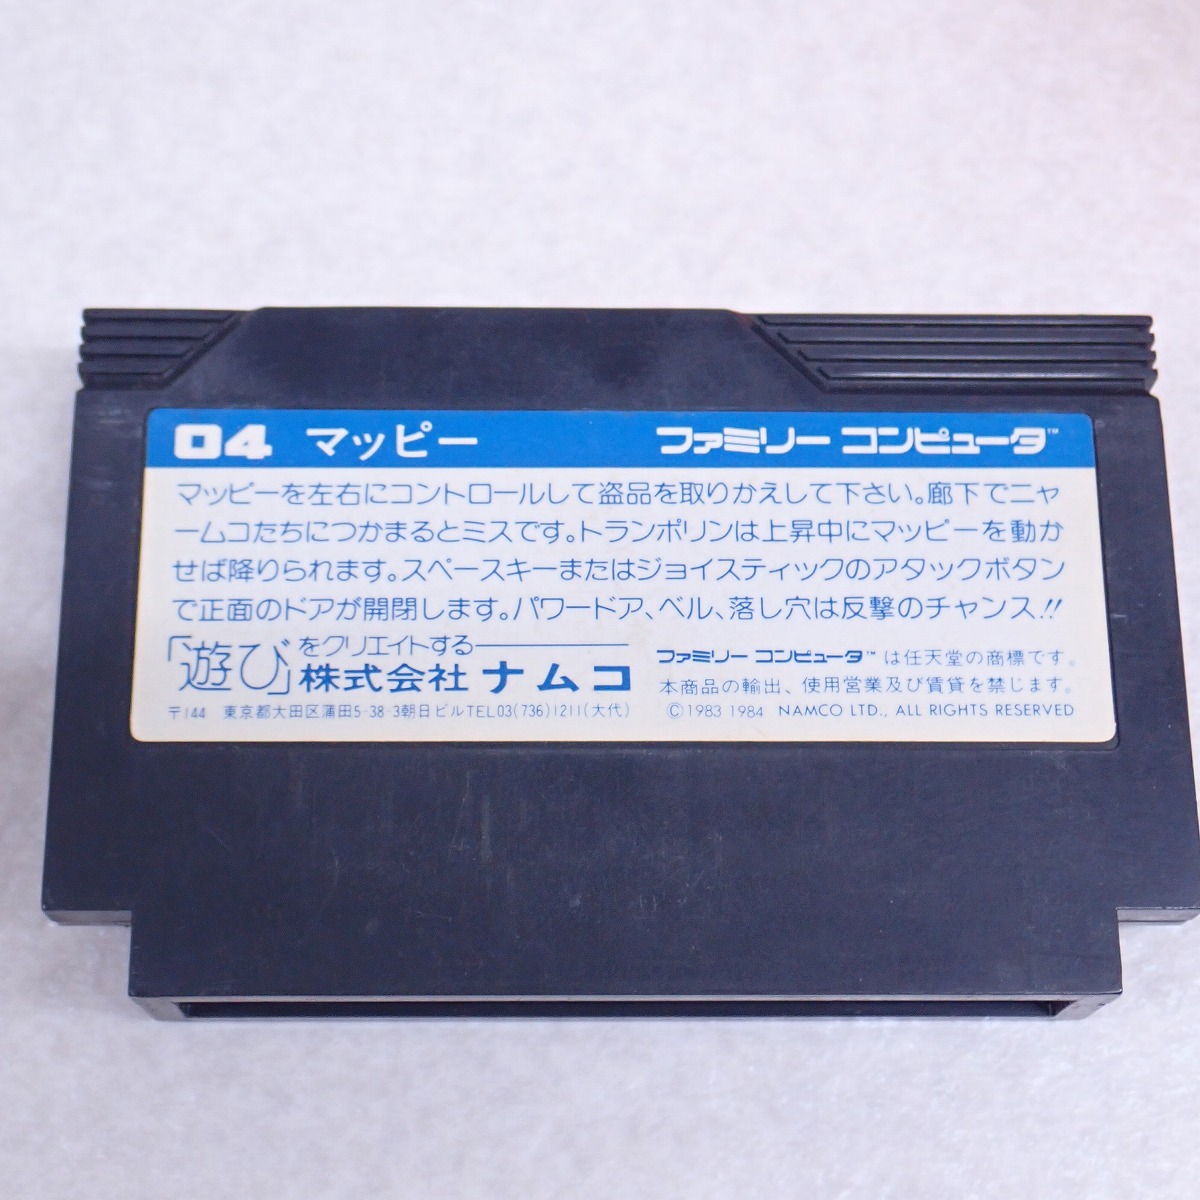 04 マッピー ファミリー コンピュータ™
マッピーを左右にコントロールして盗品を取りかえして下さい。廊下でニャ
ームコたちにつかまるとミスです。トランポリンは上昇中にマッピーを動か
せば降りられます。スペースキーまたはジョイスティックのアタックボタン
で正面のドアが開閉します。パワードア、ベル、落し穴は反撃のチャンス!!
「遊び」をクリエイトする
株式会社 ナムコ
〒144 東京都大田区蒲田5-38-3朝日ビルTEL.03(736)1211(大代)
ファミリー コンピュータ™ は任天堂の商標です。
本商品の輸出、使用営業及び賃貸を禁じます。
©1983 1984 NAMCO LTD., ALL RIGHTS RESERVED